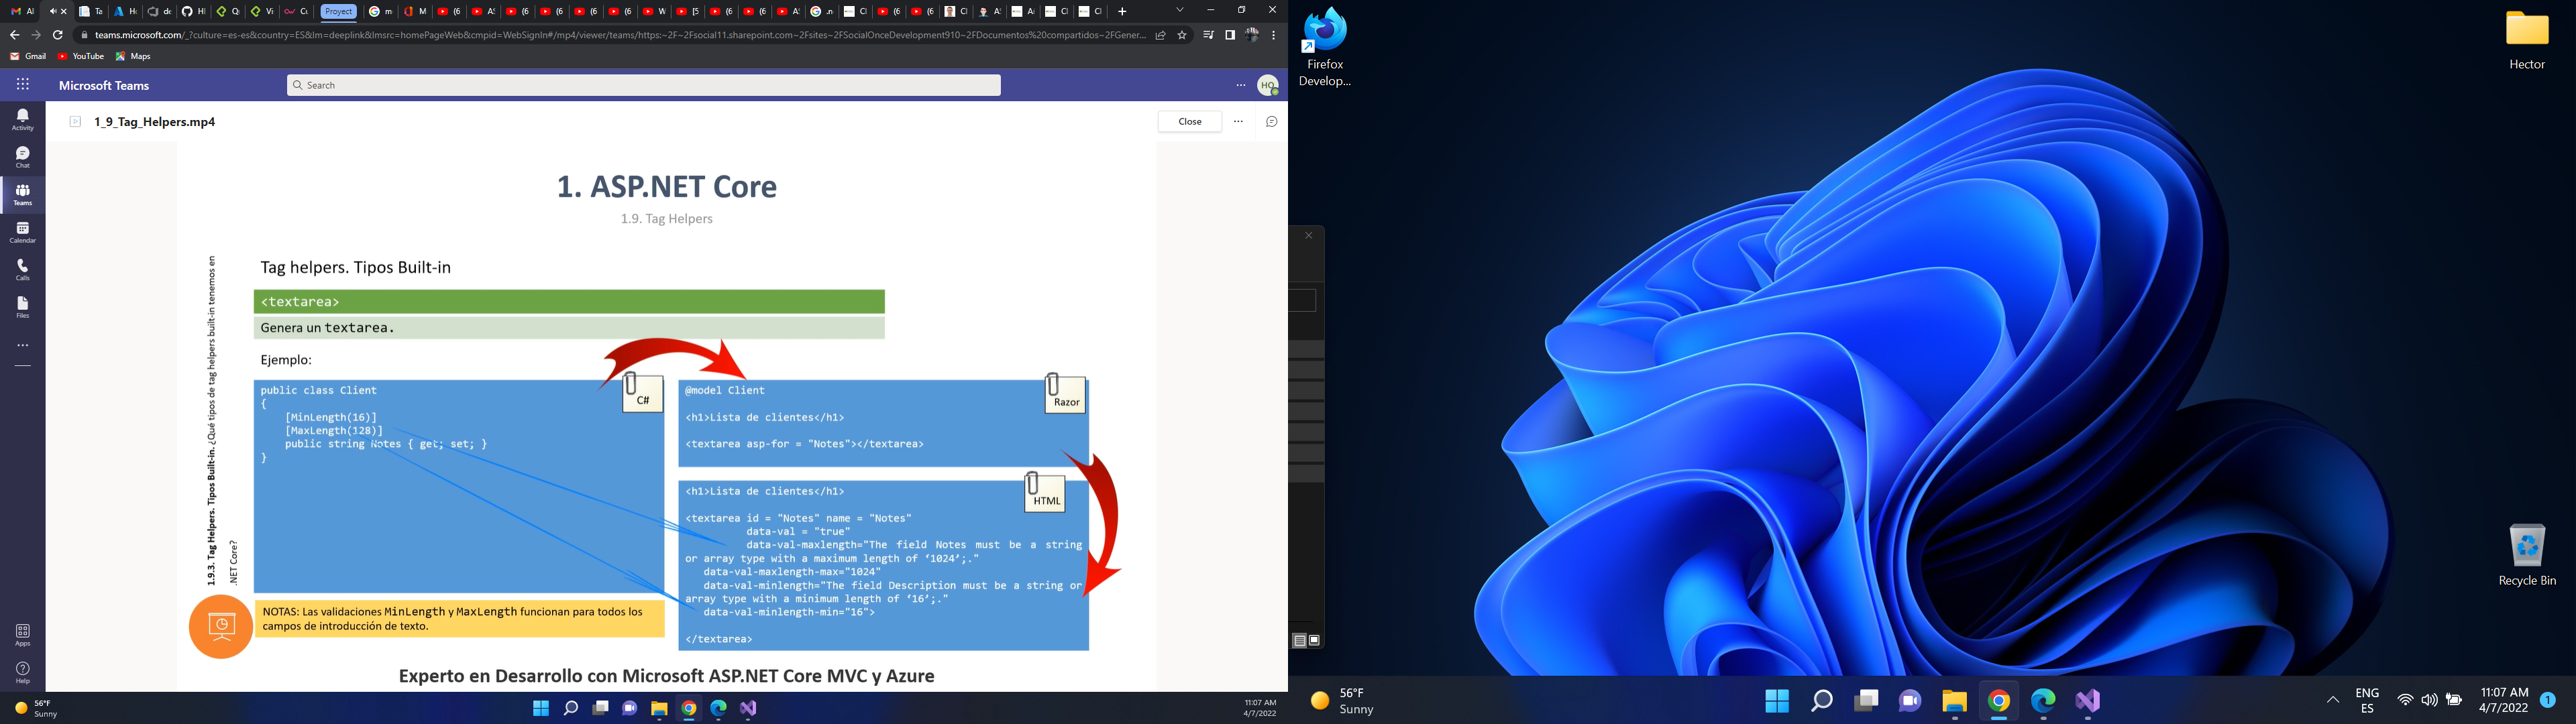 Proyect
teams.microsoft.com/_?culture=es-es&country=ES&lm=deeplink&lmsrc=homePageWeb&cmpid=WebSignIn#/mp4/viewer/teams/https:~2F~2Fsocial11.sharepoint.com~2Fsites~2FSocialOnceDevelopment910~2FDocumentos%20compartidos~2FGener...
Gmail
YouTube
Maps
Microsoft Teams
Search
HO
Activity
Chat
Teams
Calendar
Calls
Files
Apps
Help
1_9_Tag_Helpers.mp4
Close
1. ASP.NET Core
1.9. Tag Helpers
1.9.3. Tag Helpers. Tipos Built-in. ¿Qué tipos de tag helpers built-in tenemos en
.NET Core?
Tag helpers. Tipos Built-in
<textarea>
Genera un textarea.
Ejemplo:
C#
public class Client
{
[MinLength(16)]
[MaxLength(128)]
public string Notes { get; set; }
}
Razor
@model Client
<h1>Lista de clientes</h1>
<textarea asp-for = "Notes"></textarea>
HTML
<h1>Lista de clientes</h1>
<textarea id = "Notes" name = "Notes"
data-val = "true"
data-val-maxlength="The field Notes must be a string
or array type with a maximum length of ‘1024’;."
data-val-maxlength-max="1024"
data-val-minlength="The field Description must be a string or
array type with a minimum length of ‘16’;."
data-val-minlength-min="16">
</textarea>
NOTAS: Las validaciones MinLength y MaxLength funcionan para todos los
campos de introducción de texto.
Experto en Desarrollo con Microsoft ASP.NET Core MVC y Azure
56°F
Sunny
11:07 AM
4/7/2022
Firefox
Develop...
Hector
Recycle Bin
56°F
Sunny
ENG
ES
11:07 AM
4/7/2022
1